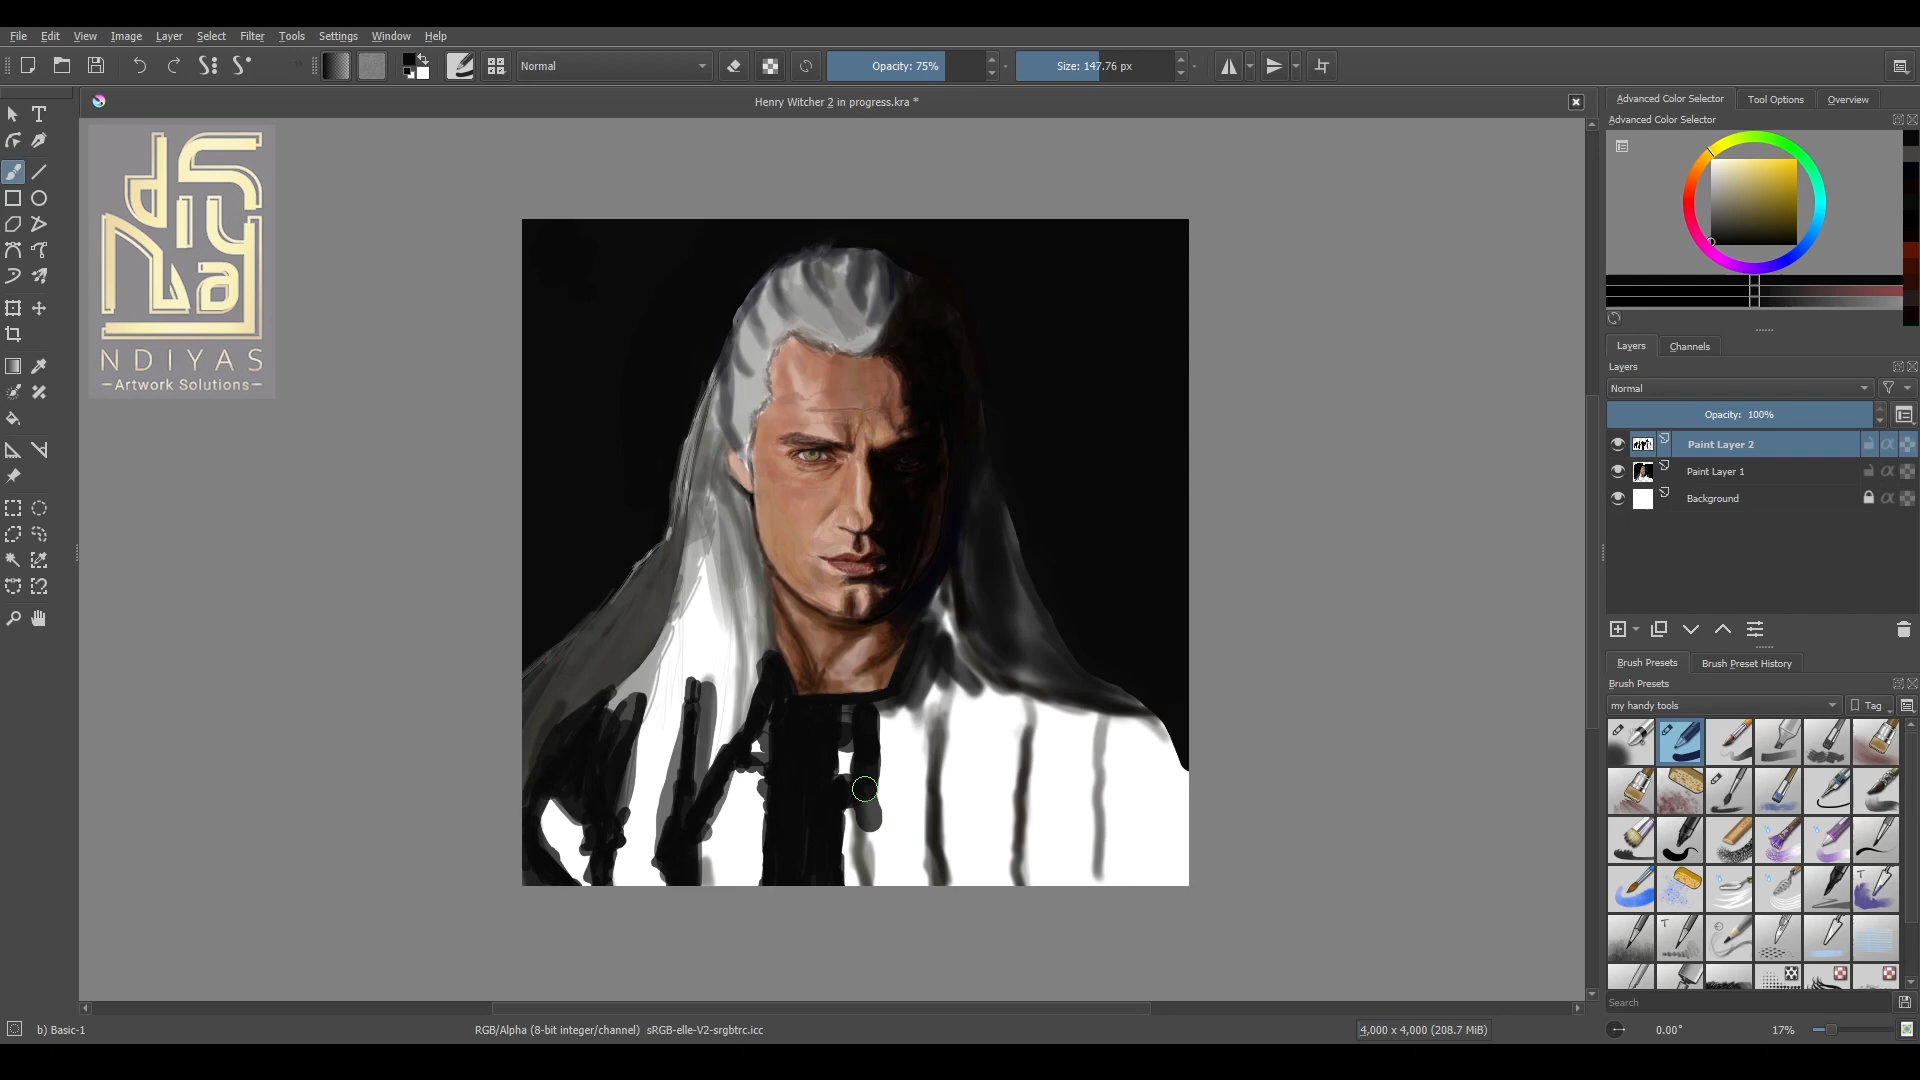 File Edit View Image Layer Select Filter Tools Settings Window Help
Normal Opacity: 75% Size: 147.76 px
Henry Witcher 2 in progress.kra *
Advanced Color Selector Tool Options Overview
Advanced Color Selector
diyNa
NDIYAS
Artwork Solutions
Layers Channels
Layers
Normal
Opacity: 100%
Paint Layer 2
Paint Layer 1
Background
Brush Presets Brush Preset History
Brush Presets
my handy tools Tag
Search
b) Basic-1 RGB/Alpha (8-bit integer/channel) sRGB-elle-V2-srgbtrc.icc 4,000 x 4,000 (208.7 MiB) 0.00° 17%